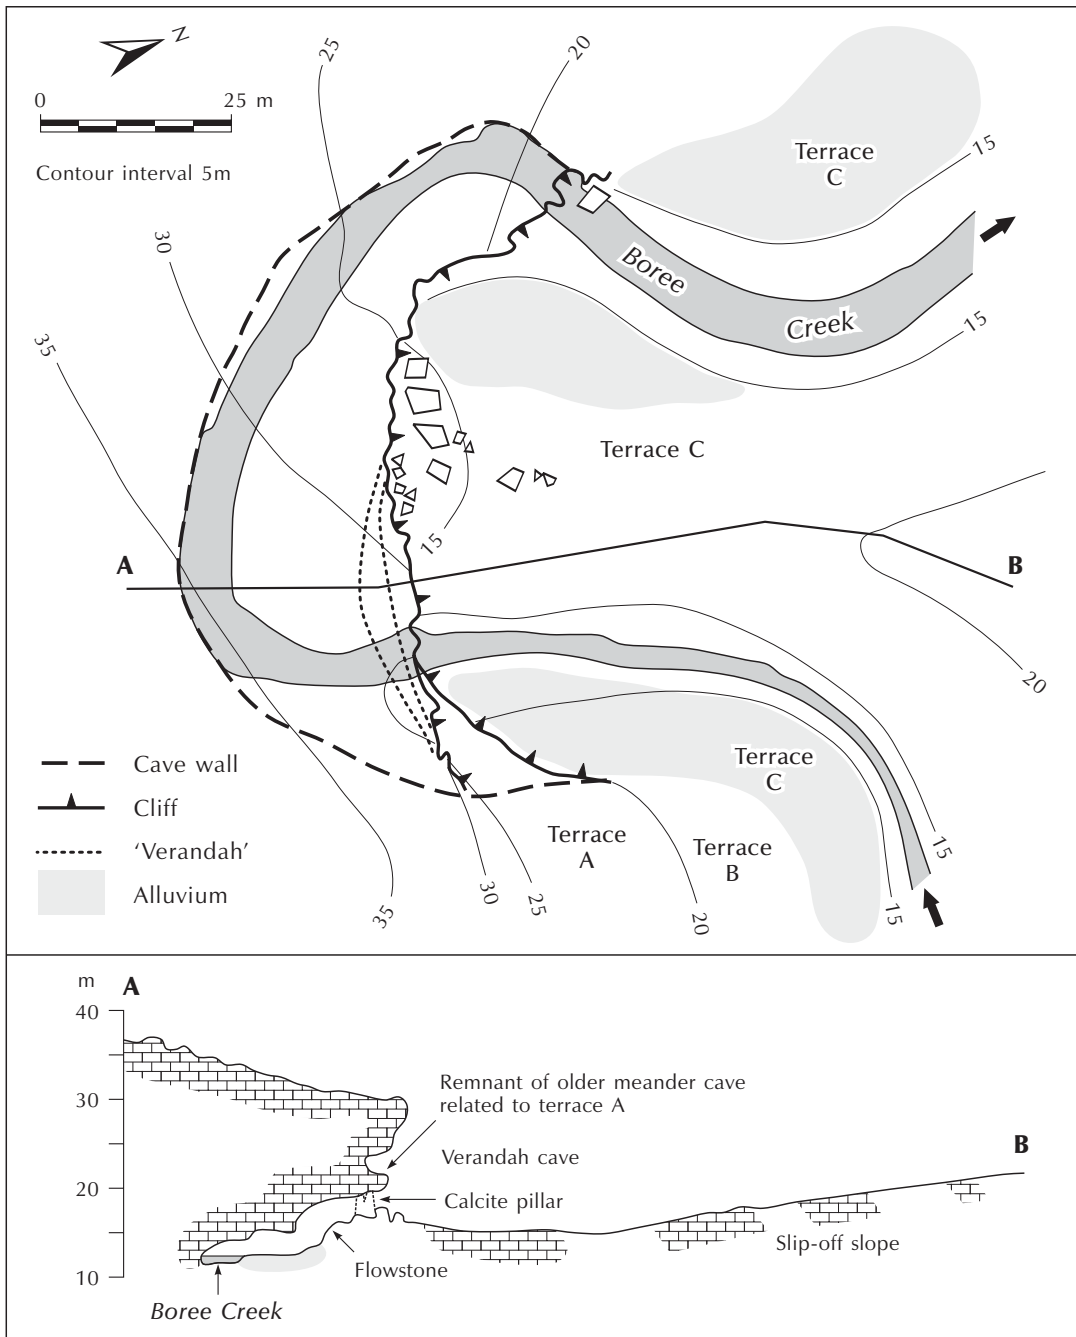 N
0 25 m
Contour interval 5m
25
20
30
35
15
Terrace
C
Boree
Creek
15
Terrace C
15
A
B
20
Terrace
C
Terrace
A
Terrace
B
15
15
20
25
30
35
Cave wall
Cliff
‘Verandah’
Alluvium
m
A
40
30
20
10
Remnant of older meander cave
related to terrace A
Verandah cave
Calcite pillar
Flowstone
Boree Creek
B
Slip-off slope